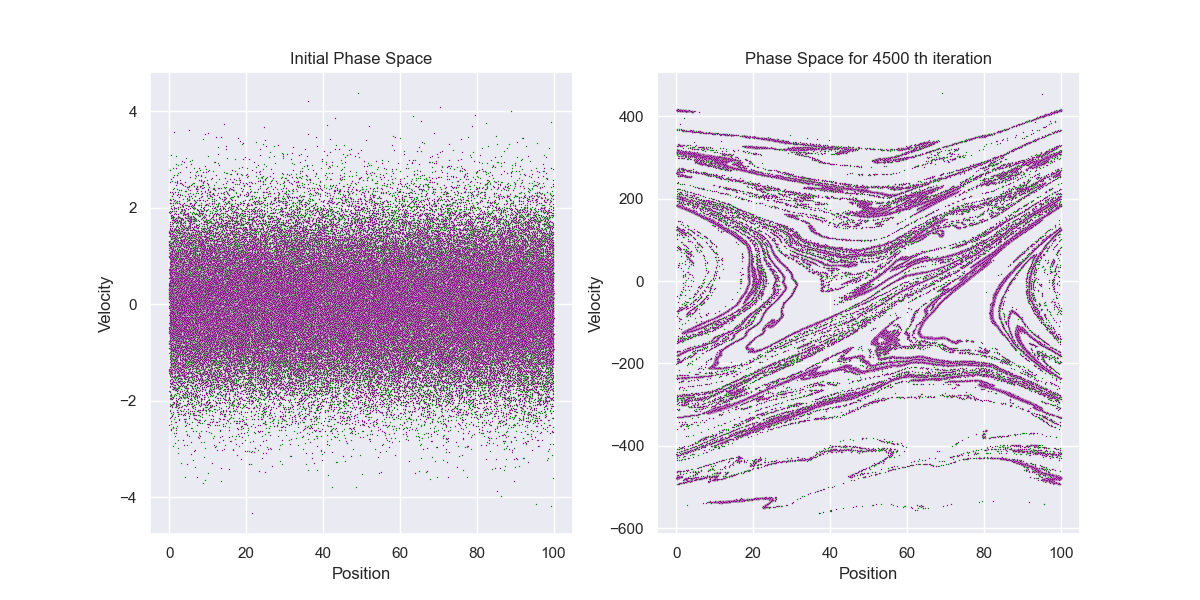 Initial Phase Space
Velocity
4
2
0
−2
−4
0 20 40 60 80 100
Position
Phase Space for 4500 th iteration
Velocity
400
200
0
−200
−400
−600
0 20 40 60 80 100
Position